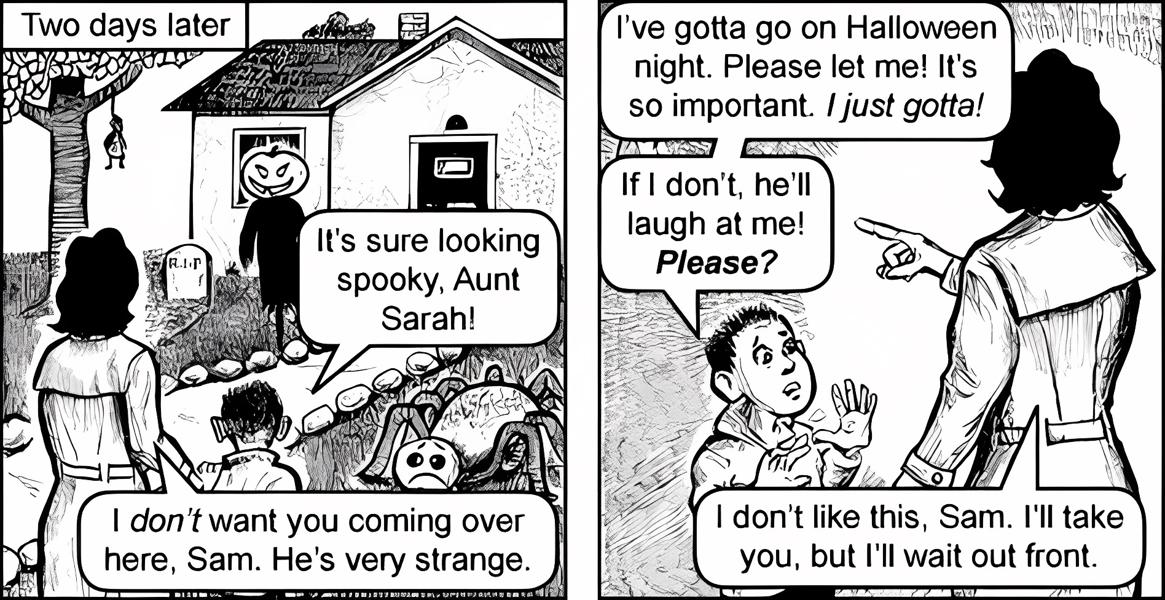 Two days later
R.I.P
It's sure looking
spooky, Aunt
Sarah!
I don't want you coming over
here, Sam. He's very strange.
I've gotta go on Halloween
night. Please let me! It's
so important. I just gotta!
If I don't, he'll
laugh at me!
Please?
I don't like this, Sam. I'll take
you, but I'll wait out front.